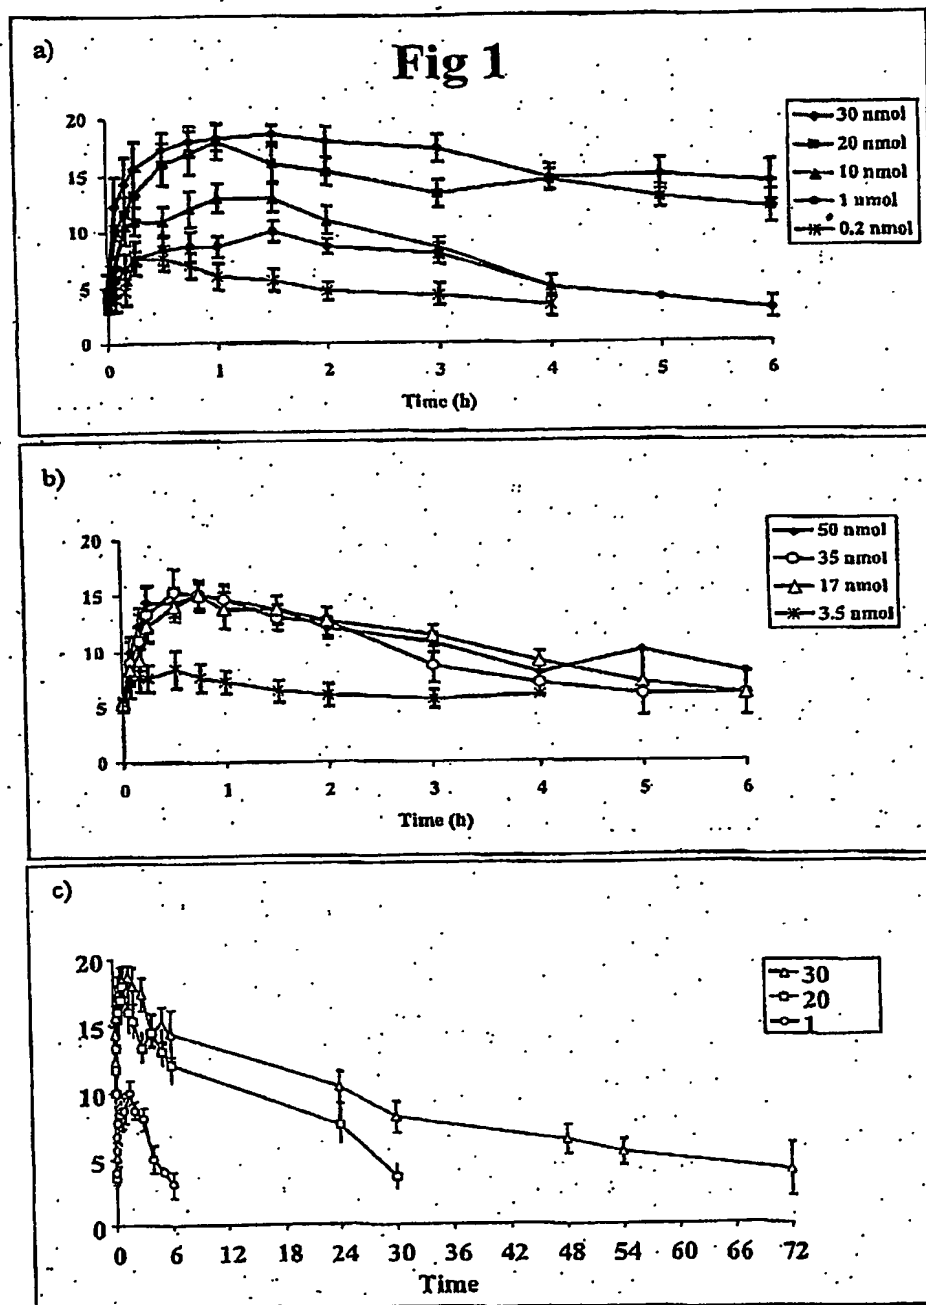 a)
Fig 1
20
15
10
5
0
0 1 2 3 4 5 6
Time (h)
30 nmol
20 nmol
10 nmol
1 nmol
0.2 nmol
b)
20
15
10
5
0
0 1 2 3 4 5 6
Time (h)
50 nmol
35 nmol
17 nmol
3.5 nmol
c)
20
15
10
5
0
0 6 12 18 24 30 36 42 48 54 60 66 72
Time
30
20
1